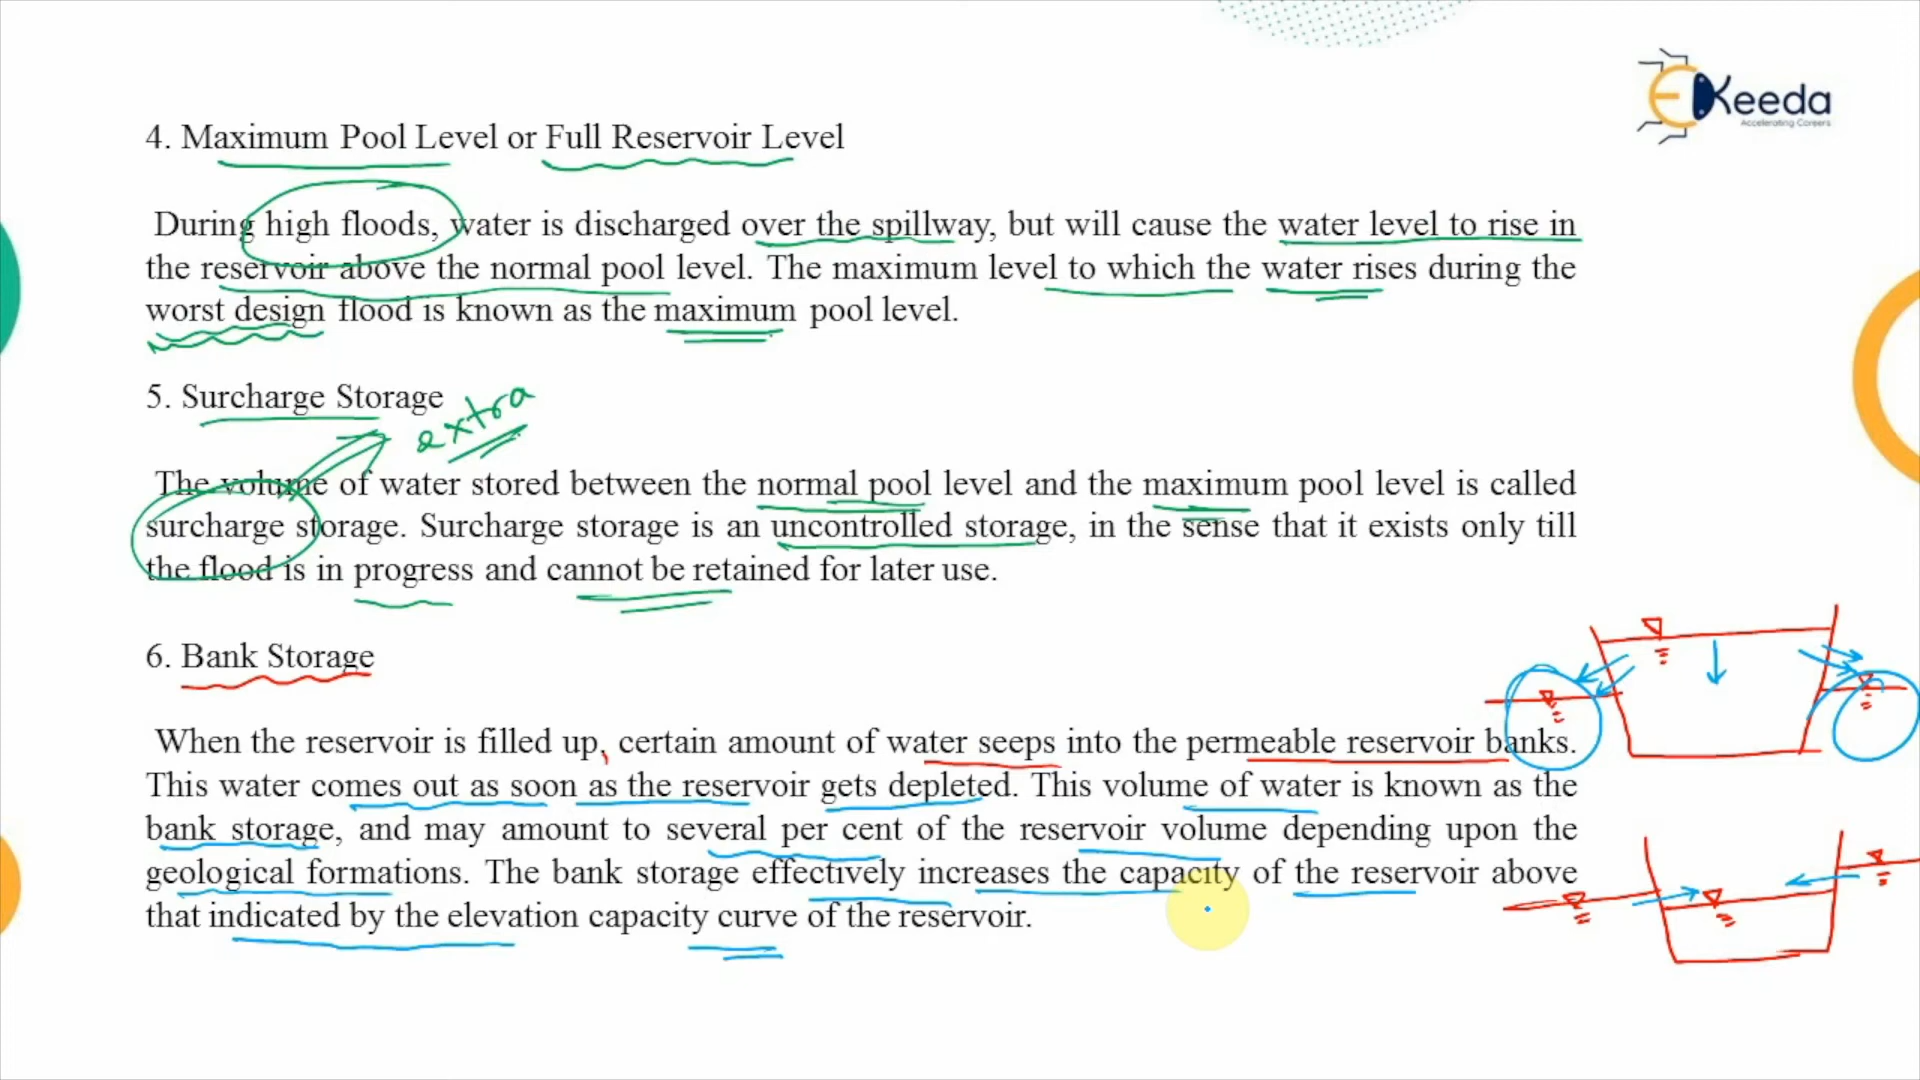 EKeeda
Accelerating Careers
4. Maximum Pool Level or Full Reservoir Level
During high floods, water is discharged over the spillway, but will cause the water level to rise in
the reservoir above the normal pool level. The maximum level to which the water rises during the
worst design flood is known as the maximum pool level.
5. Surcharge Storage
extra
The volume of water stored between the normal pool level and the maximum pool level is called
surcharge storage. Surcharge storage is an uncontrolled storage, in the sense that it exists only till
the flood is in progress and cannot be retained for later use.
6. Bank Storage
When the reservoir is filled up, certain amount of water seeps into the permeable reservoir banks.
This water comes out as soon as the reservoir gets depleted. This volume of water is known as the
bank storage, and may amount to several per cent of the reservoir volume depending upon the
geological formations. The bank storage effectively increases the capacity of the reservoir above
that indicated by the elevation capacity curve of the reservoir.